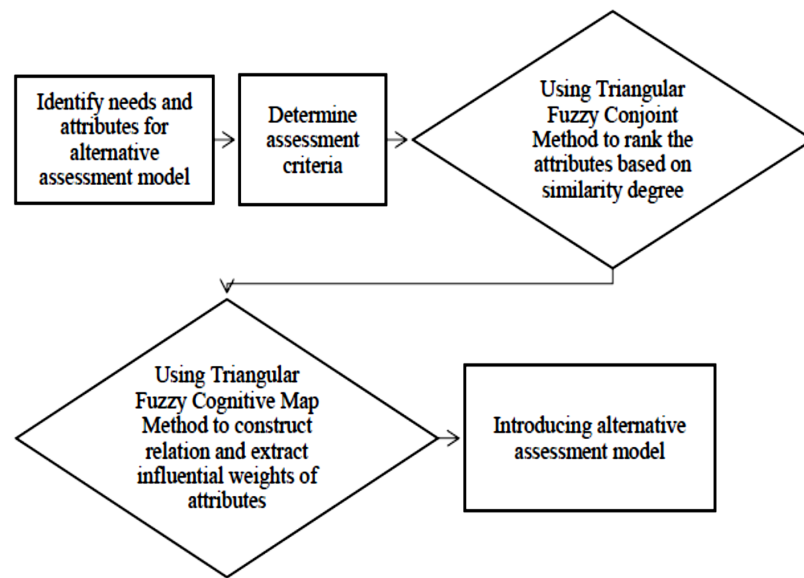 Identify needs and
attributes for
alternative
assessment model
Determine
assessment
criteria
Using Triangular
Fuzzy Conjoint
Method to rank the
attributes based on
similarity degree
Using Triangular
Fuzzy Cognitive Map
Method to construct
relation and extract
influential weights of
attributes
Introducing alternative
assessment model